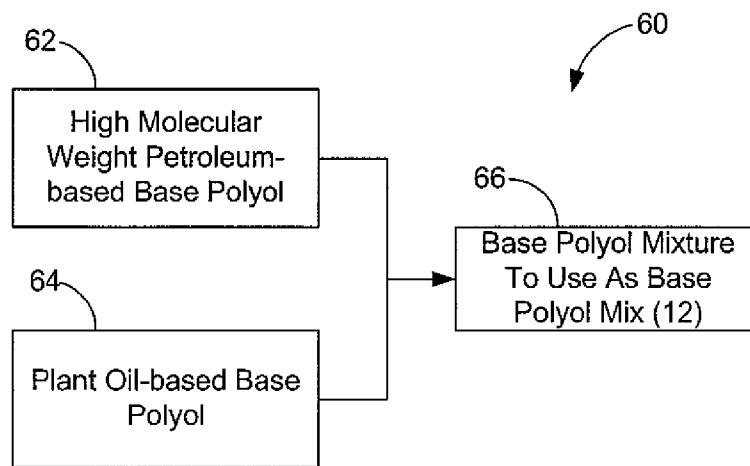 60
62
High Molecular
Weight Petroleum-
based Base Polyol
66
Base Polyol Mixture
To Use As Base
Polyol Mix (12)
64
Plant Oil-based Base
Polyol